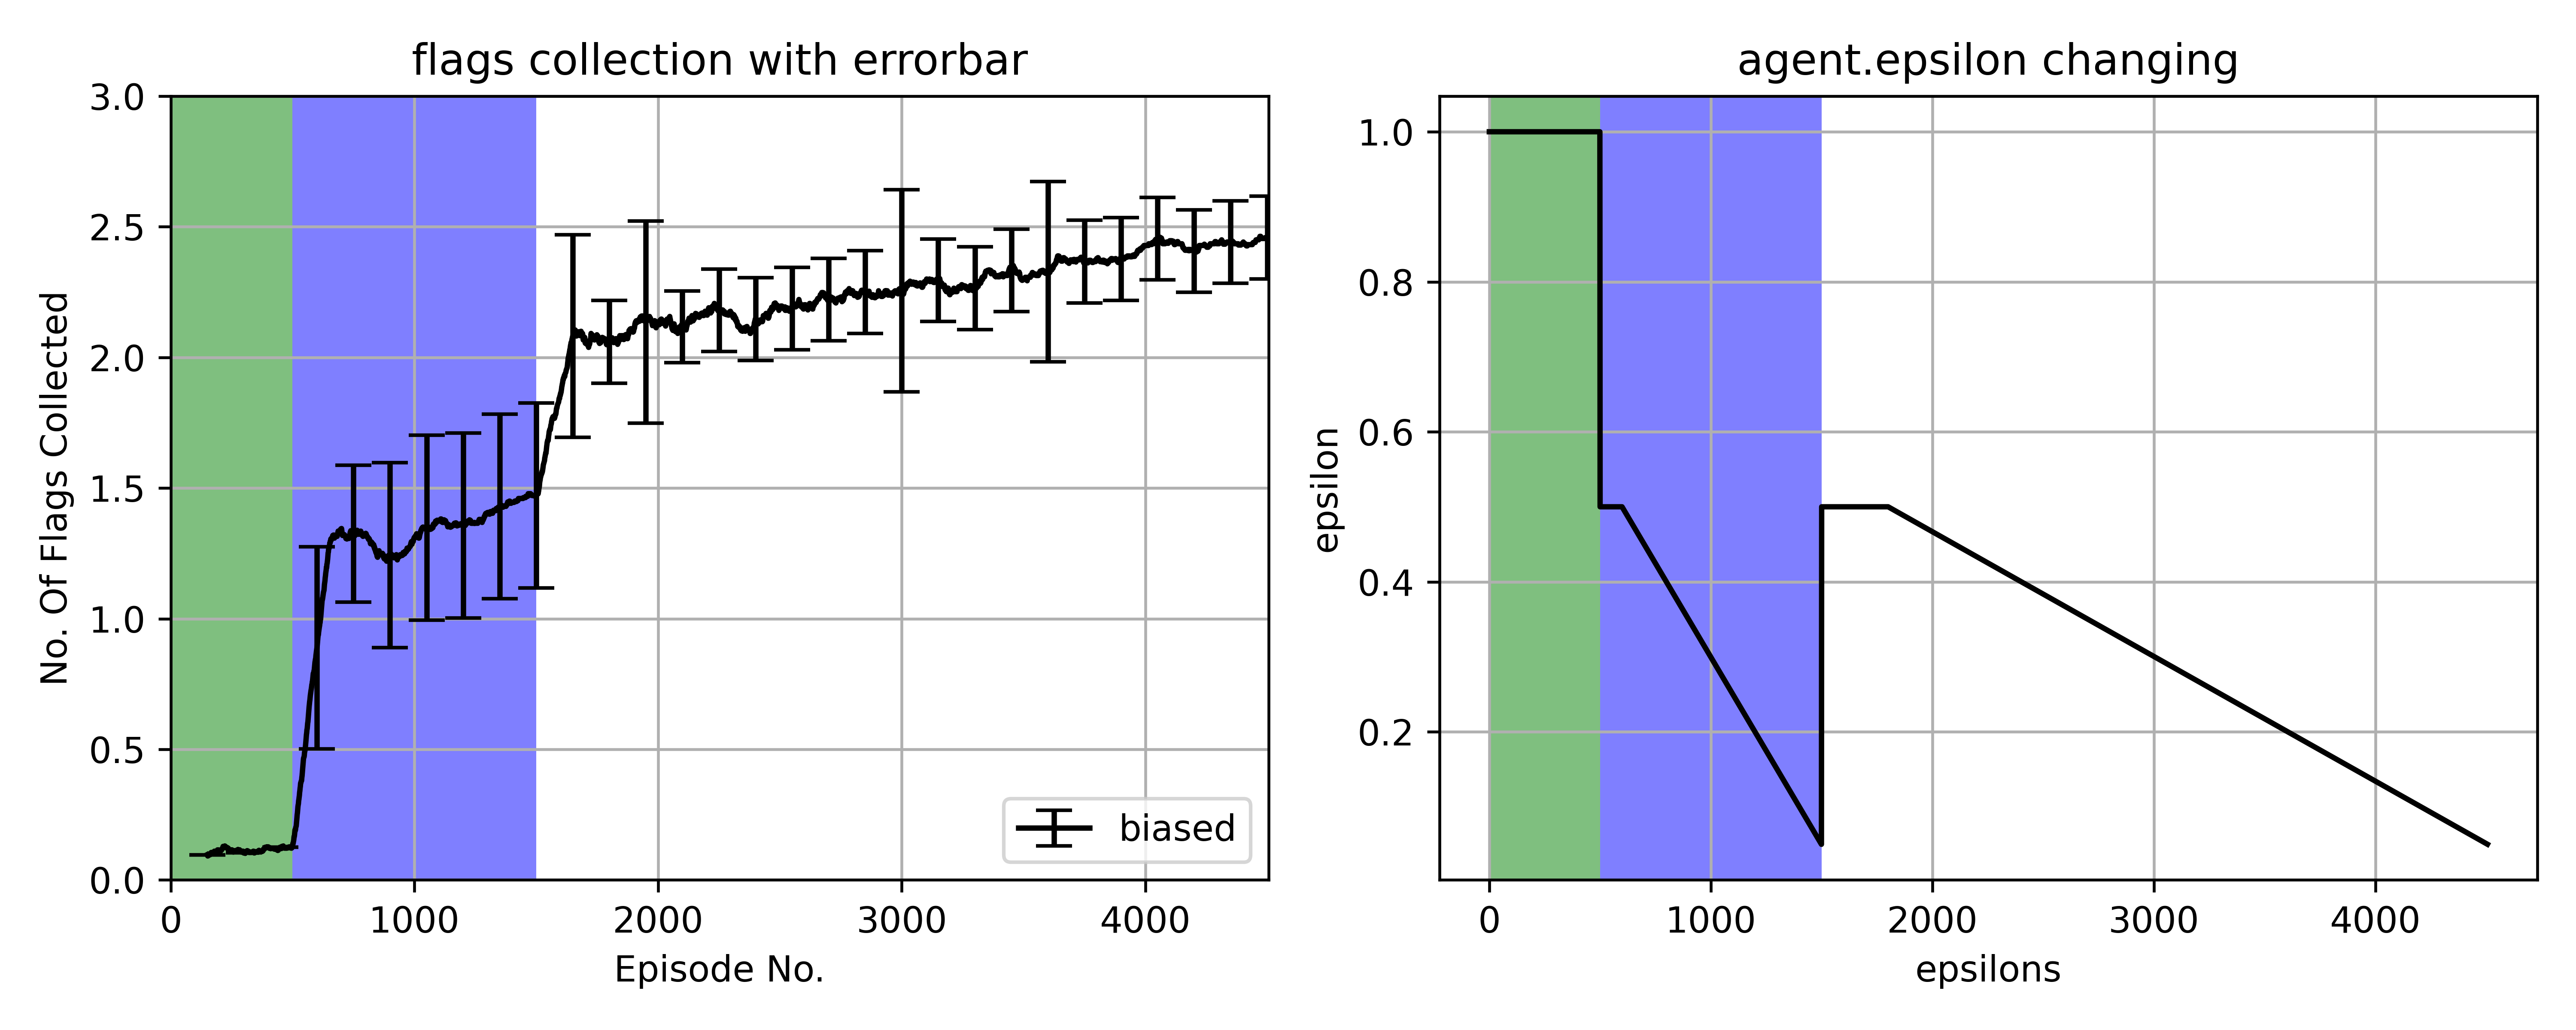 flags collection with errorbar
3.0
2.5
2.0
1.5
1.0
0.5
0.0
No. Of Flags Collected
0 1000 2000 3000 4000
Episode No.
biased
agent.epsilon changing
1.0
0.8
0.6
0.4
0.2
epsilon
0 1000 2000 3000 4000
epsilons